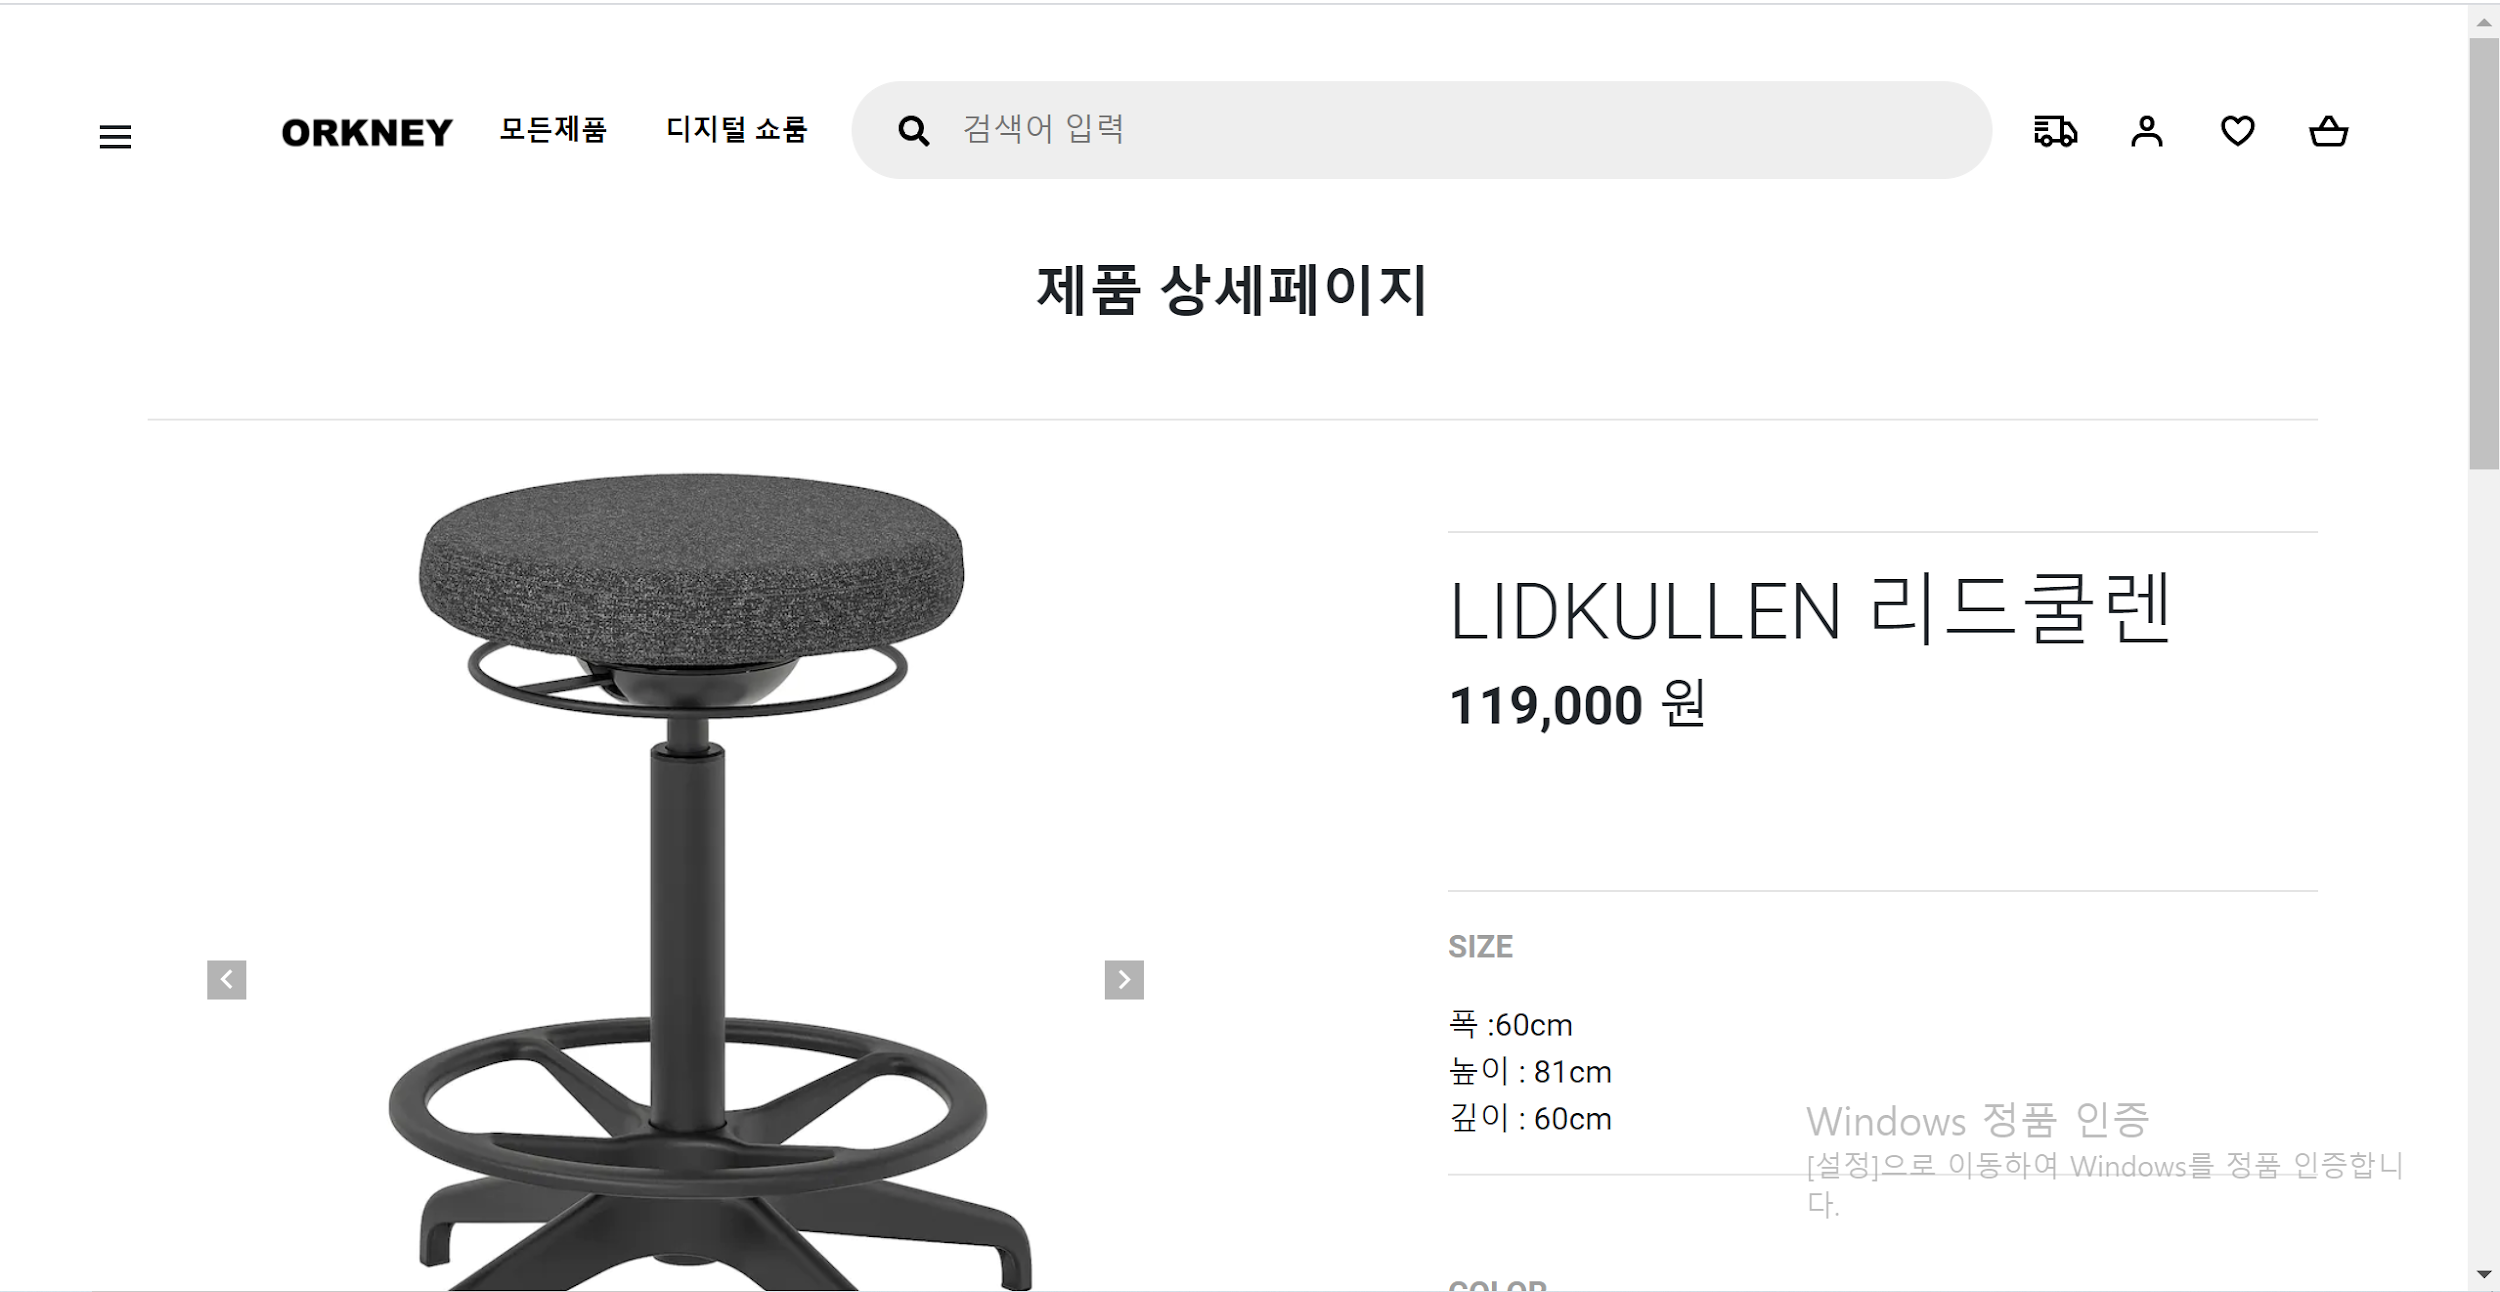 ORKNEY 모든제품 디지털 쇼룸 검색어 입력
제품 상세페이지
LIDKULLEN 리드쿨렌
119,000 원
SIZE
폭 :60cm
높이 : 81cm
깊이 : 60cm
Windows 정품 인증
[설정]으로 이동하여 Windows를 정품 인증합니
다.
COLOR